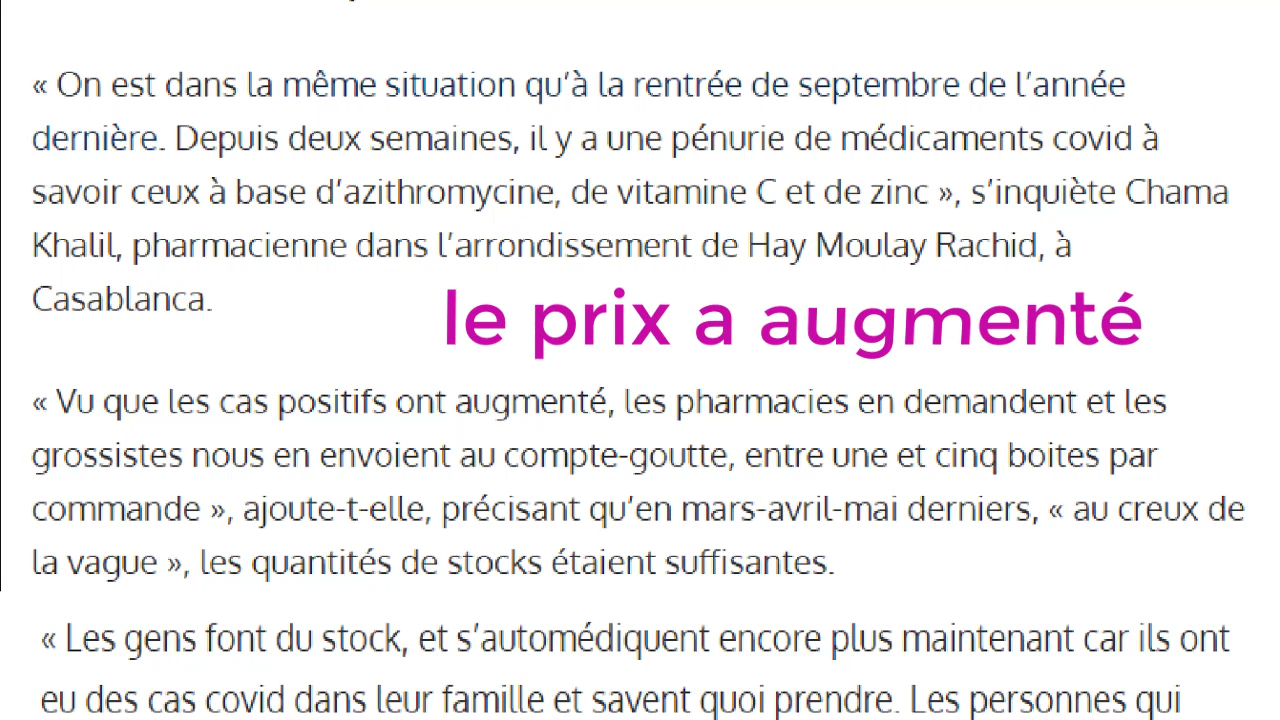 « On est dans la même situation qu’à la rentrée de septembre de l’année
dernière. Depuis deux semaines, il y a une pénurie de médicaments covid à
savoir ceux à base d’azithromycine, de vitamine C et de zinc », s’inquiète Chama
Khalil, pharmacienne dans l’arrondissement de Hay Moulay Rachid, à
Casablanca.
le prix a augmenté
« Vu que les cas positifs ont augmenté, les pharmacies en demandent et les
grossistes nous en envoient au compte-goutte, entre une et cinq boites par
commande », ajoute-t-elle, précisant qu’en mars-avril-mai derniers, « au creux de
la vague », les quantités de stocks étaient suffisantes.
« Les gens font du stock, et s’automédiquent encore plus maintenant car ils ont
eu des cas covid dans leur famille et savent quoi prendre. Les personnes qui